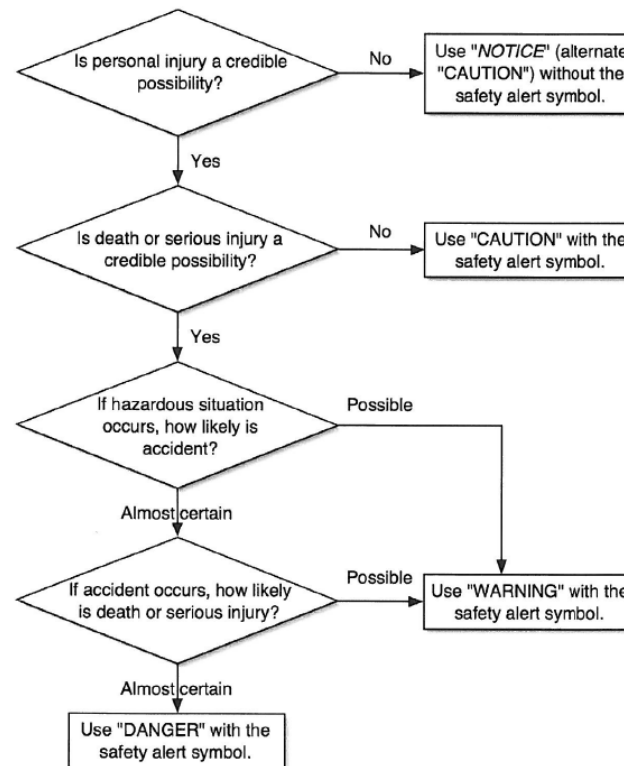 Is personal injury a credible
possibility?
No
Use "NOTICE" (alternate
"CAUTION") without the
safety alert symbol.
Yes
Is death or serious injury a
credible possibility?
No
Use "CAUTION" with the
safety alert symbol.
Yes
If hazardous situation
occurs, how likely is
accident?
Possible
Almost certain
If accident occurs, how likely
is death or serious injury?
Possible
Use "WARNING" with the
safety alert symbol.
Almost certain
Use "DANGER" with the
safety alert symbol.